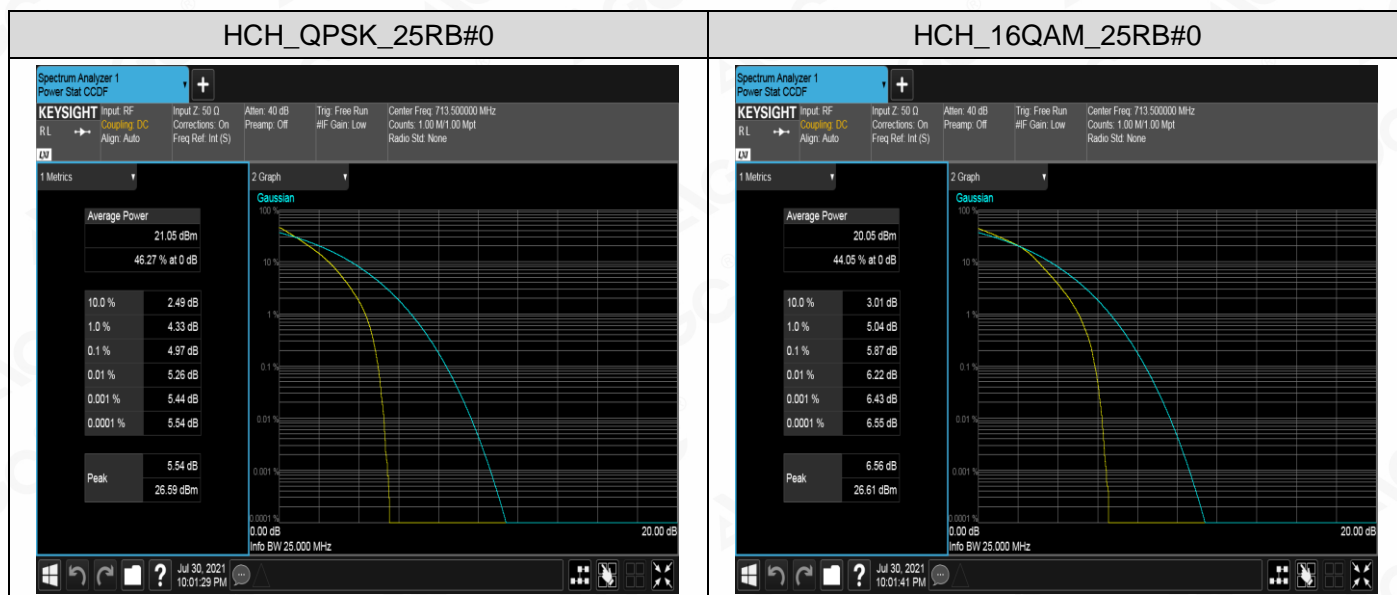 HCH_QPSK_25RB#0
HCH_16QAM_25RB#0
Spectrum Analyzer 1
Power Stat CCDF
+
KEYSIGHT Input: RF Input Z: 50 Ω Atten: 40 dB Trig: Free Run Center Freq: 713.500000 MHz
RL Coupling: DC Corrections: On Preamp: Off #IF Gain: Low Counts: 1.00 M/1.00 Mpt
Align: Auto Freq Ref: Int (S) Radio Std: None
LXI
1 Metrics
2 Graph
Gaussian
Average Power
21.05 dBm
46.27 % at 0 dB
10.0 % 2.49 dB
1.0 % 4.33 dB
0.1 % 4.97 dB
0.01 % 5.26 dB
0.001 % 5.44 dB
0.0001 % 5.54 dB
Peak
5.54 dB
26.59 dBm
100 %
10 %
1 %
0.1 %
0.01 %
0.001 %
0.0001 %
0.00 dB 20.00 dB
Info BW 25.000 MHz
? Jul 30, 2021
10:01:29 PM
Spectrum Analyzer 1
Power Stat CCDF
+
KEYSIGHT Input: RF Input Z: 50 Ω Atten: 40 dB Trig: Free Run Center Freq: 713.500000 MHz
RL Coupling: DC Corrections: On Preamp: Off #IF Gain: Low Counts: 1.00 M/1.00 Mpt
Align: Auto Freq Ref: Int (S) Radio Std: None
LXI
1 Metrics
2 Graph
Gaussian
Average Power
20.05 dBm
44.05 % at 0 dB
10.0 % 3.01 dB
1.0 % 5.04 dB
0.1 % 5.87 dB
0.01 % 6.22 dB
0.001 % 6.43 dB
0.0001 % 6.55 dB
Peak
6.56 dB
26.61 dBm
100 %
10 %
1 %
0.1 %
0.01 %
0.001 %
0.0001 %
0.00 dB 20.00 dB
Info BW 25.000 MHz
? Jul 30, 2021
10:01:41 PM